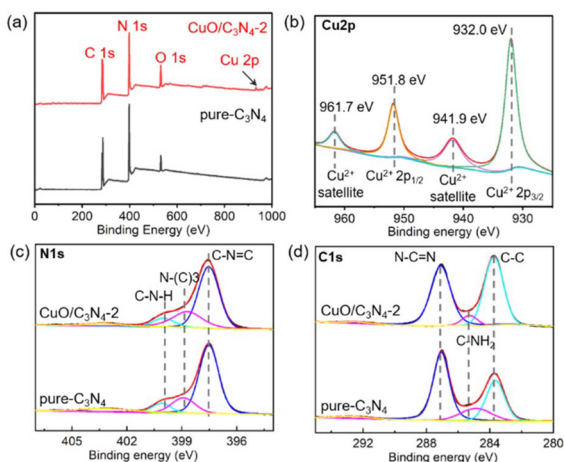 (a)
N 1s
CuO/C₃N₄-2
C 1s
O 1s
Cu 2p
pure-C₃N₄
0 200 400 600 800 1000
Binding Energy (eV)
(b)
Cu2p
932.0 eV
951.8 eV
961.7 eV
941.9 eV
Cu²⁺ satellite
Cu²⁺ 2p₁/₂
Cu²⁺ satellite
Cu²⁺ 2p₃/₂
960 950 940 930
Binding Energy (eV)
(c)
N1s
C-N=C
N-(C)3
C-N-H
CuO/C₃N₄-2
pure-C₃N₄
405 402 399 396
Binding Energy (eV)
(d)
C1s
N-C=N
C-C
CuO/C₃N₄-2
C-NH₂
pure-C₃N₄
292 288 284 280
Binding Energy (eV)